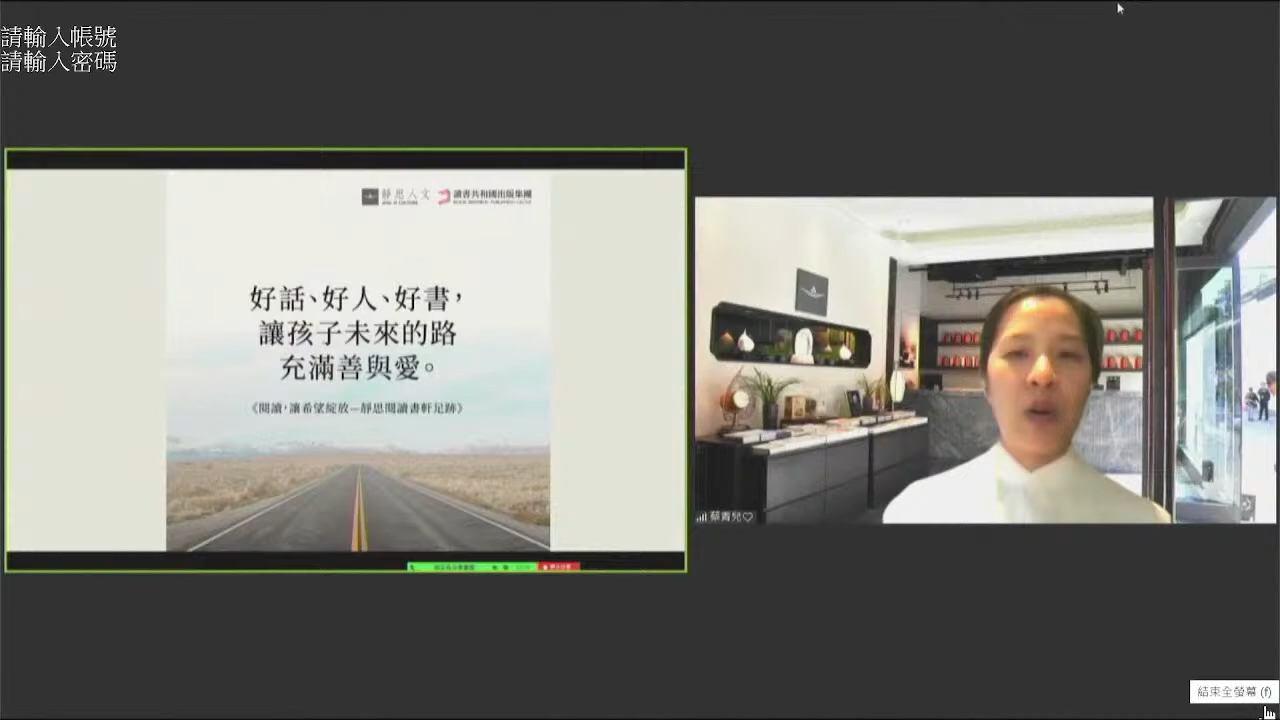 請輸入帳號
請輸入密碼
靜思人文
讀書共和國出版集團
好話、好人、好書，
讓孩子未來的路
充滿善與愛。
《閱讀，讓希望綻放—靜思閱讀書軒足跡》
蔡青兒♡
結束全螢幕 (f)